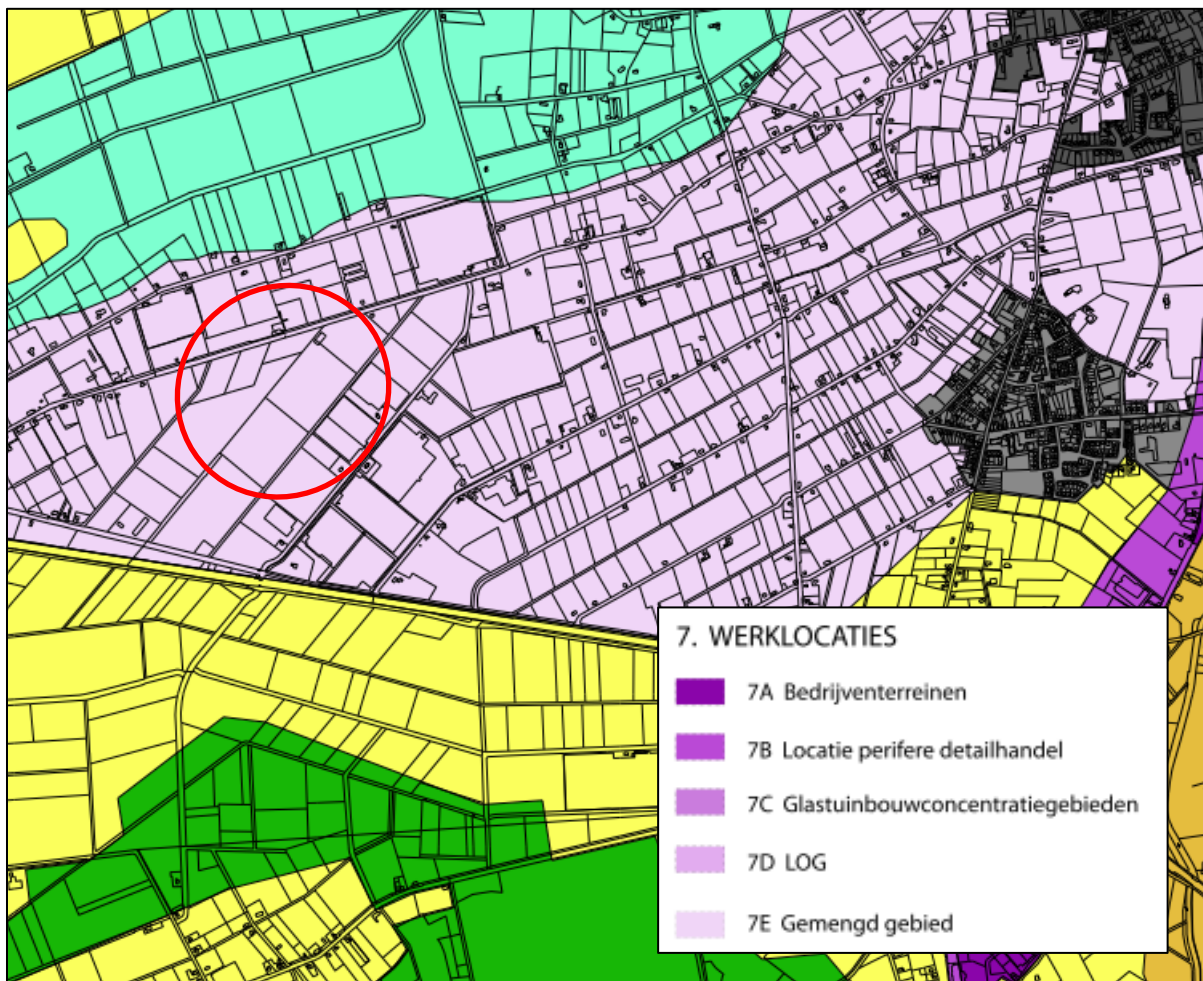 7. WERKLOCATIES
7A Bedrijventerreinen
7B Locatie perifere detailhandel
7C Glastuinbouwconcentratiegebieden
7D LOG
7E Gemengd gebied